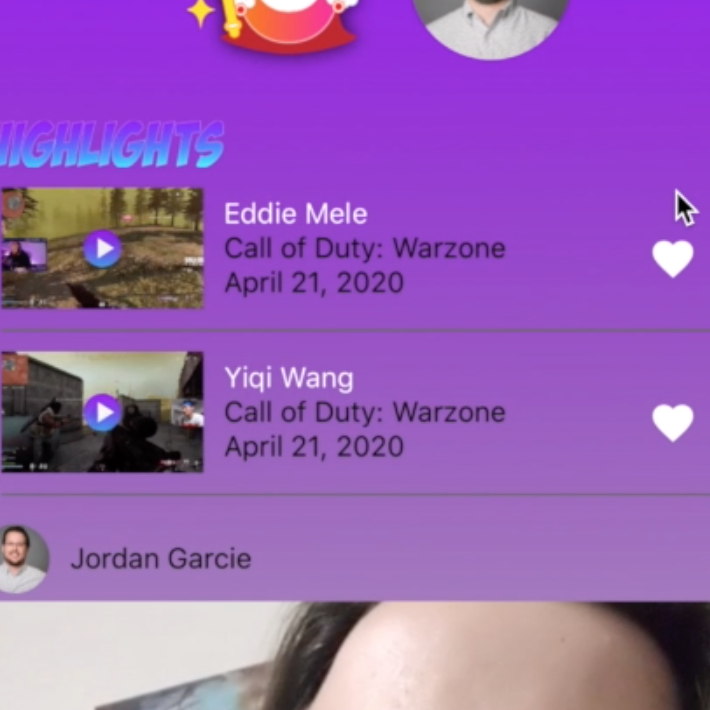 HIGHLIGHTS
Eddie Mele
Call of Duty: Warzone
April 21, 2020
Yiqi Wang
Call of Duty: Warzone
April 21, 2020
Jordan Garcie